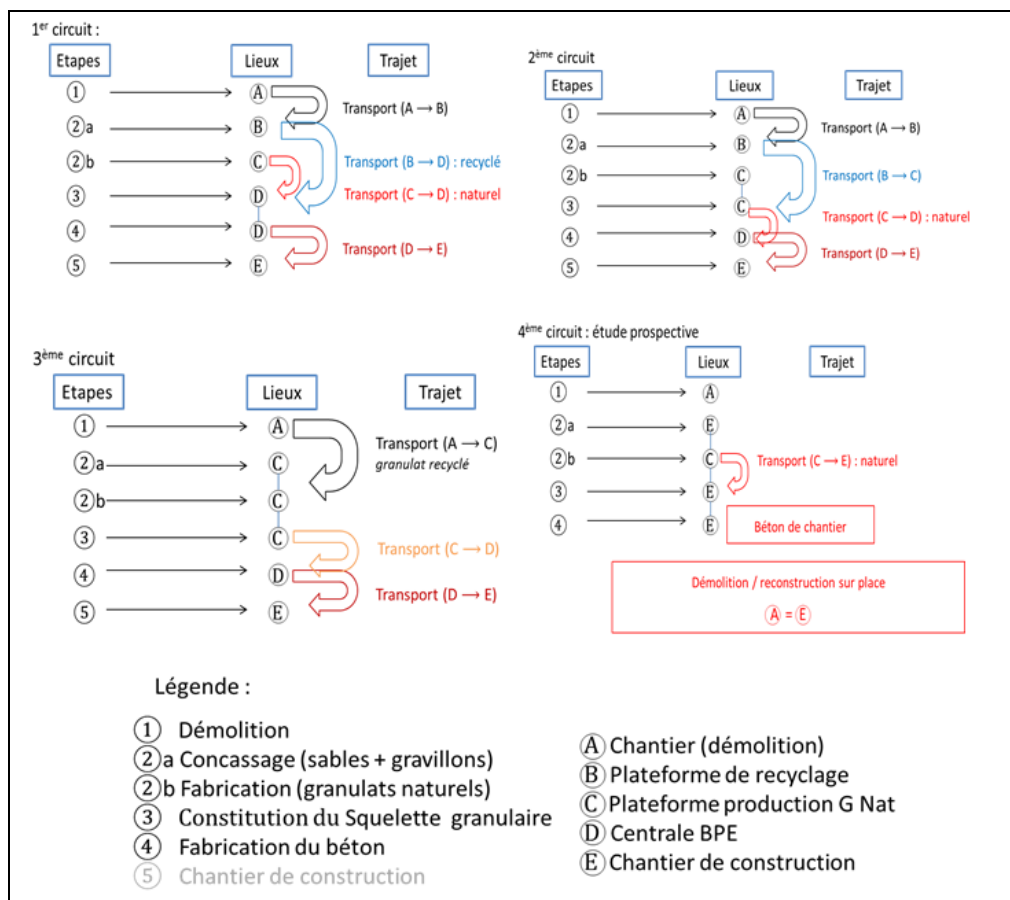 1er circuit :
Etapes Lieux Trajet
① A
Transport (A → B)
②a B
②b C Transport (B → D) : recyclé
③ D Transport (C → D) : naturel
④ D
Transport (D → E)
⑤ E
2ème circuit
Etapes Lieux Trajet
① A
Transport (A → B)
②a B
②b C Transport (B → C)
③ C
Transport (C → D) : naturel
④ D
Transport (D → E)
⑤ E
3ème circuit
Etapes Lieux Trajet
① A
Transport (A → C)
②a C granulat recyclé
②b C
③ C
Transport (C → D)
④ D
Transport (D → E)
⑤ E
4ème circuit : étude prospective
Etapes Lieux Trajet
① A
②a E
②b C Transport (C → E) : naturel
③ E
④ E Béton de chantier
Démolition / reconstruction sur place
A = E
Légende :
① Démolition
②a Concassage (sables + gravillons)
②b Fabrication (granulats naturels)
③ Constitution du Squelette granulaire
④ Fabrication du béton
⑤ Chantier de construction
A Chantier (démolition)
B Plateforme de recyclage
C Plateforme production G Nat
D Centrale BPE
E Chantier de construction